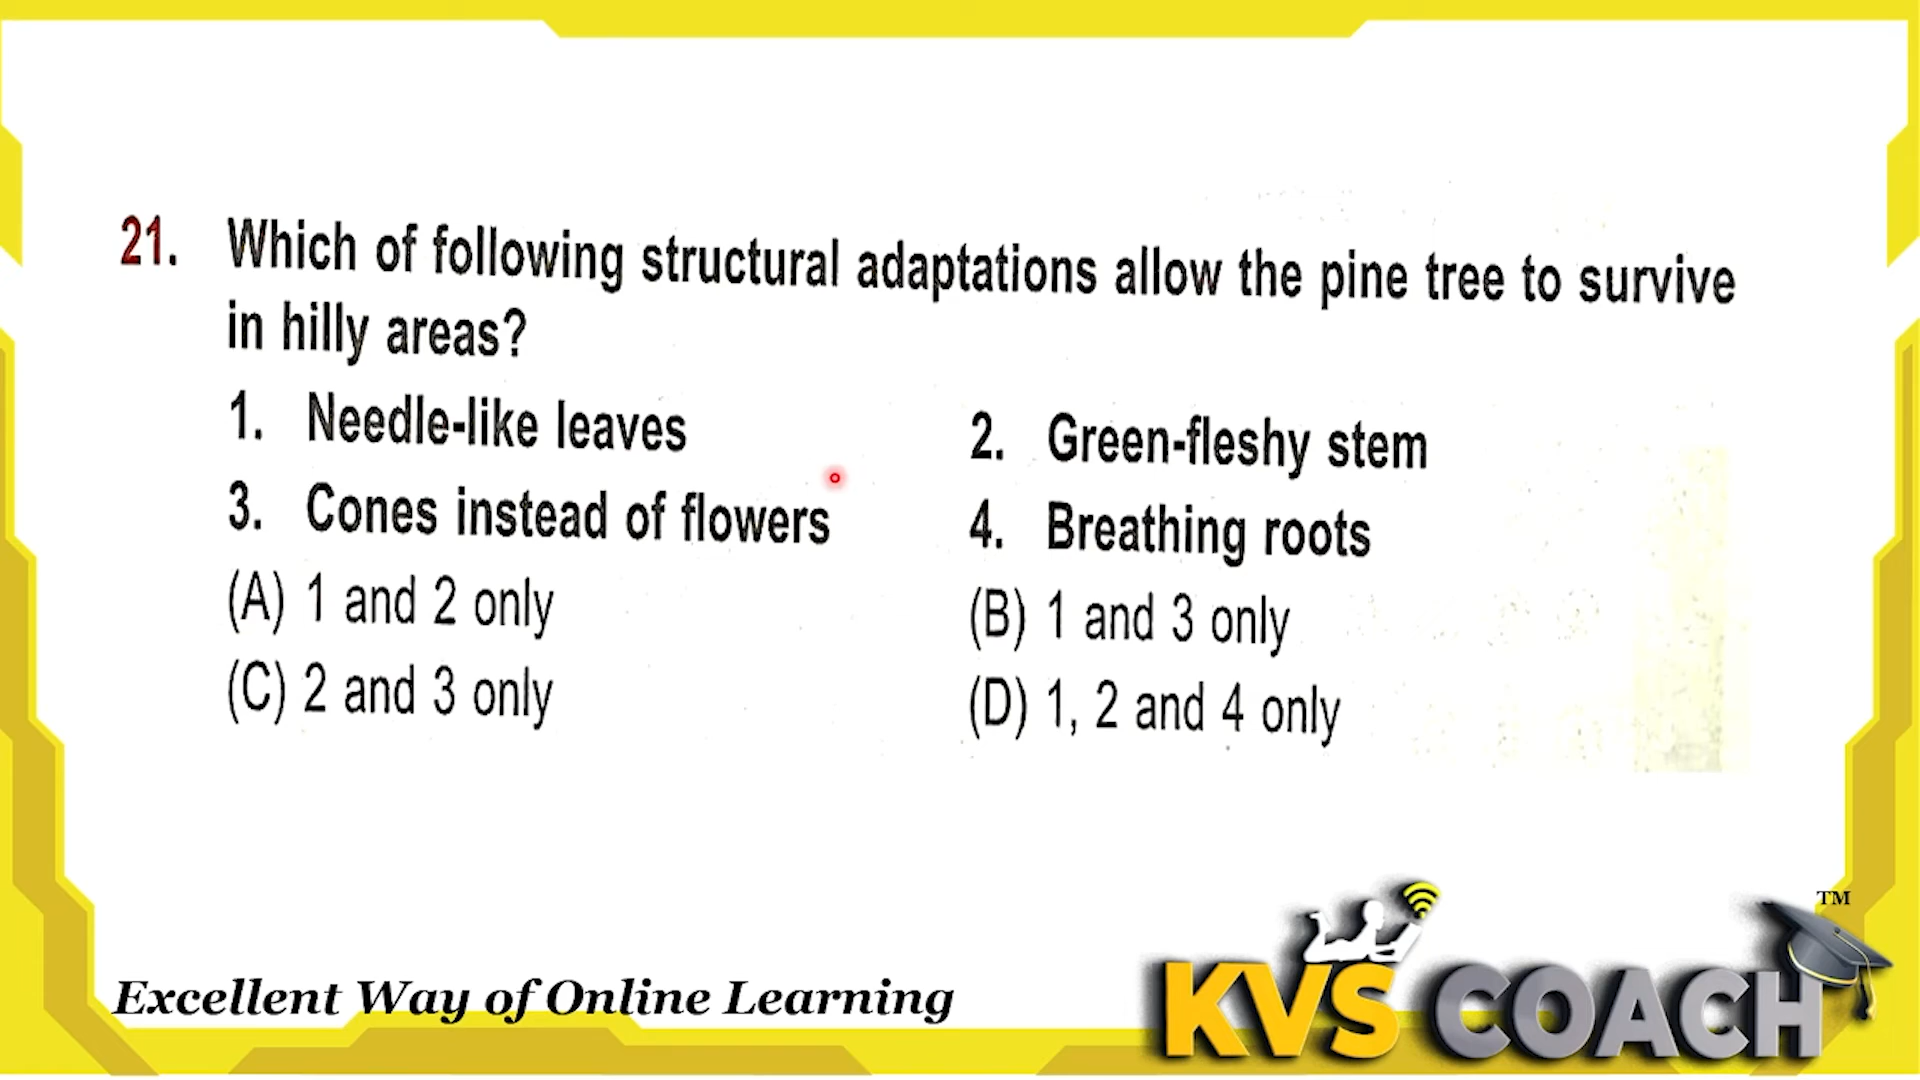 21. Which of following structural adaptations allow the pine tree to survive
in hilly areas?
1. Needle-like leaves 2. Green-fleshy stem
3. Cones instead of flowers 4. Breathing roots
(A) 1 and 2 only (B) 1 and 3 only
(C) 2 and 3 only (D) 1, 2 and 4 only
TM
Excellent Way of Online Learning
KVS COACH